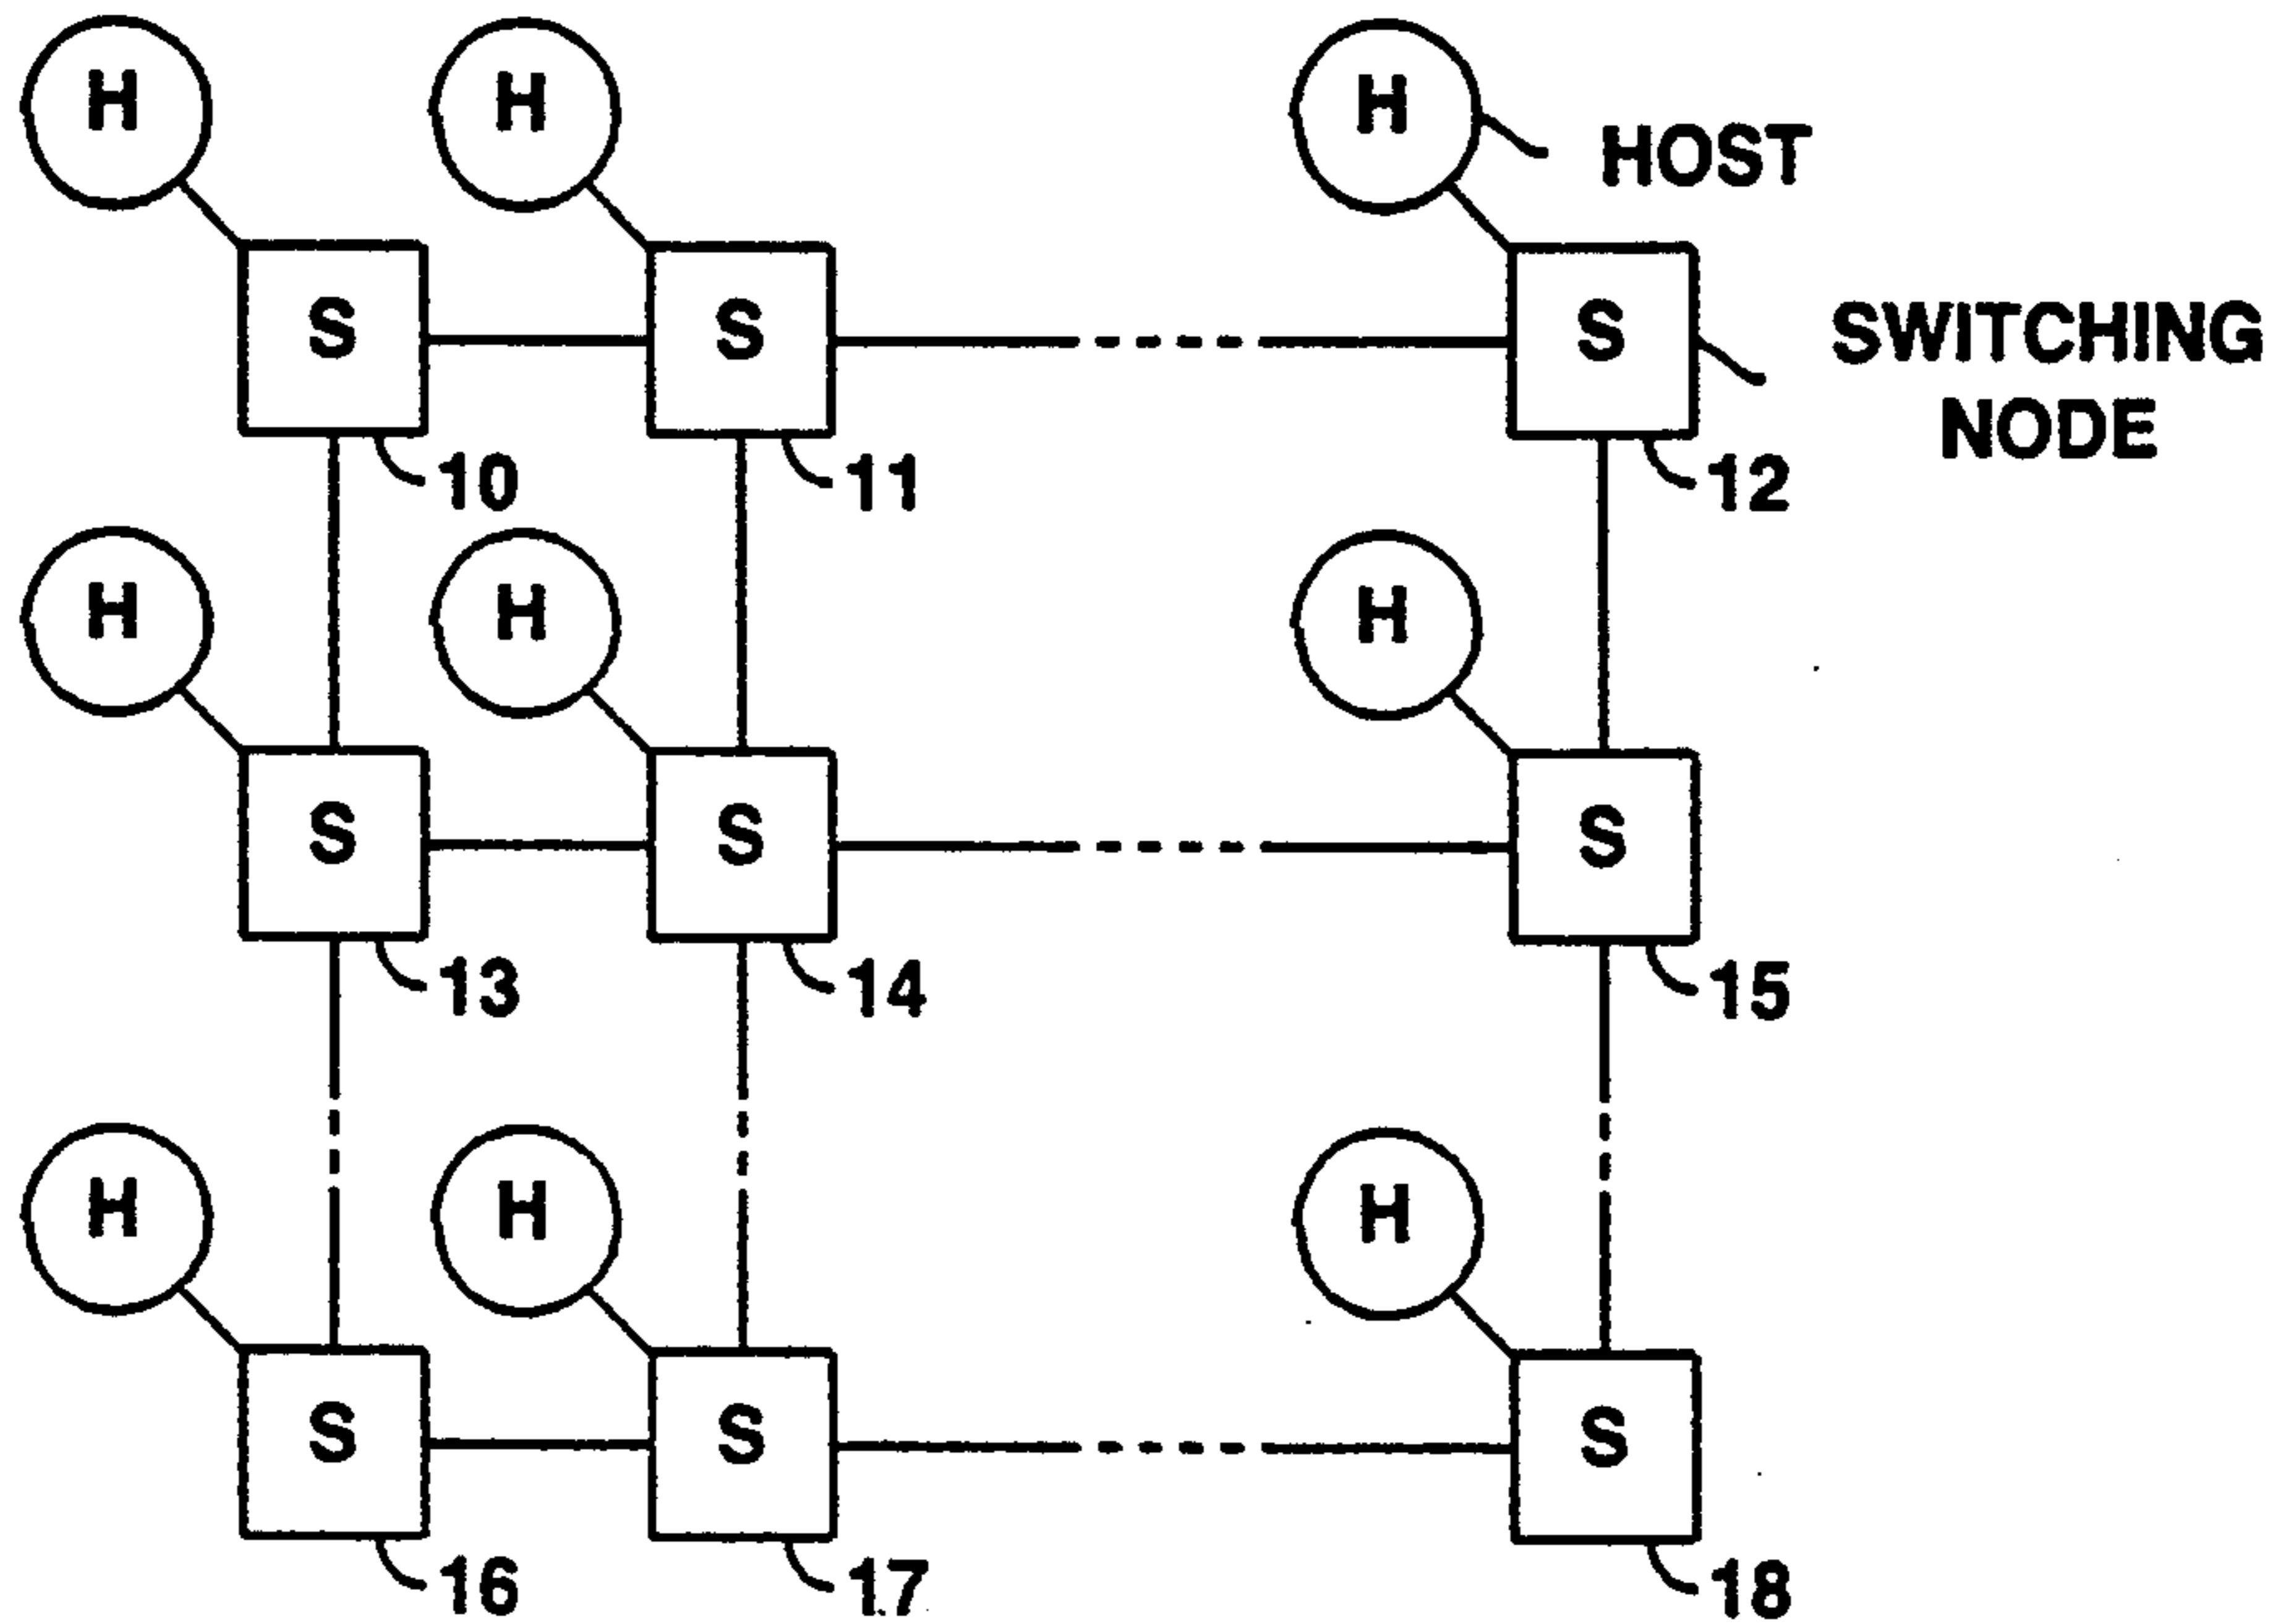 H H H HOST
S S S SWITCHING
NODE
10 11 12
H H H
S S S
13 14 15
H H H
S S S
16 17 18